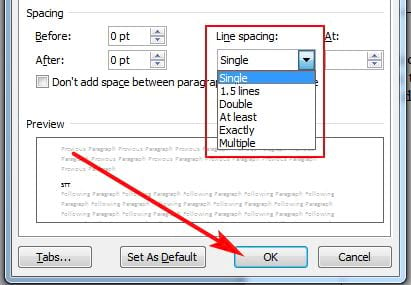 Spacing
Before: 0 pt Line spacing: At:
After: 0 pt Single
Don't add space between paragra
Single
1.5 lines
Double
At least
Exactly
Multiple
Preview
Previous Paragraph Previous Paragraph Previous Paragraph Previous Paragraph Previous
Paragraph Previous Paragraph Previous Paragraph Previous Paragraph Previous
Paragraph
STT
Following Paragraph Following Paragraph Following Paragraph Following Paragraph
Following Paragraph Following Paragraph Following Paragraph Following Paragraph
Following Paragraph Following Paragraph Following Paragraph Following Paragraph
Tabs... Set As Default OK Cancel